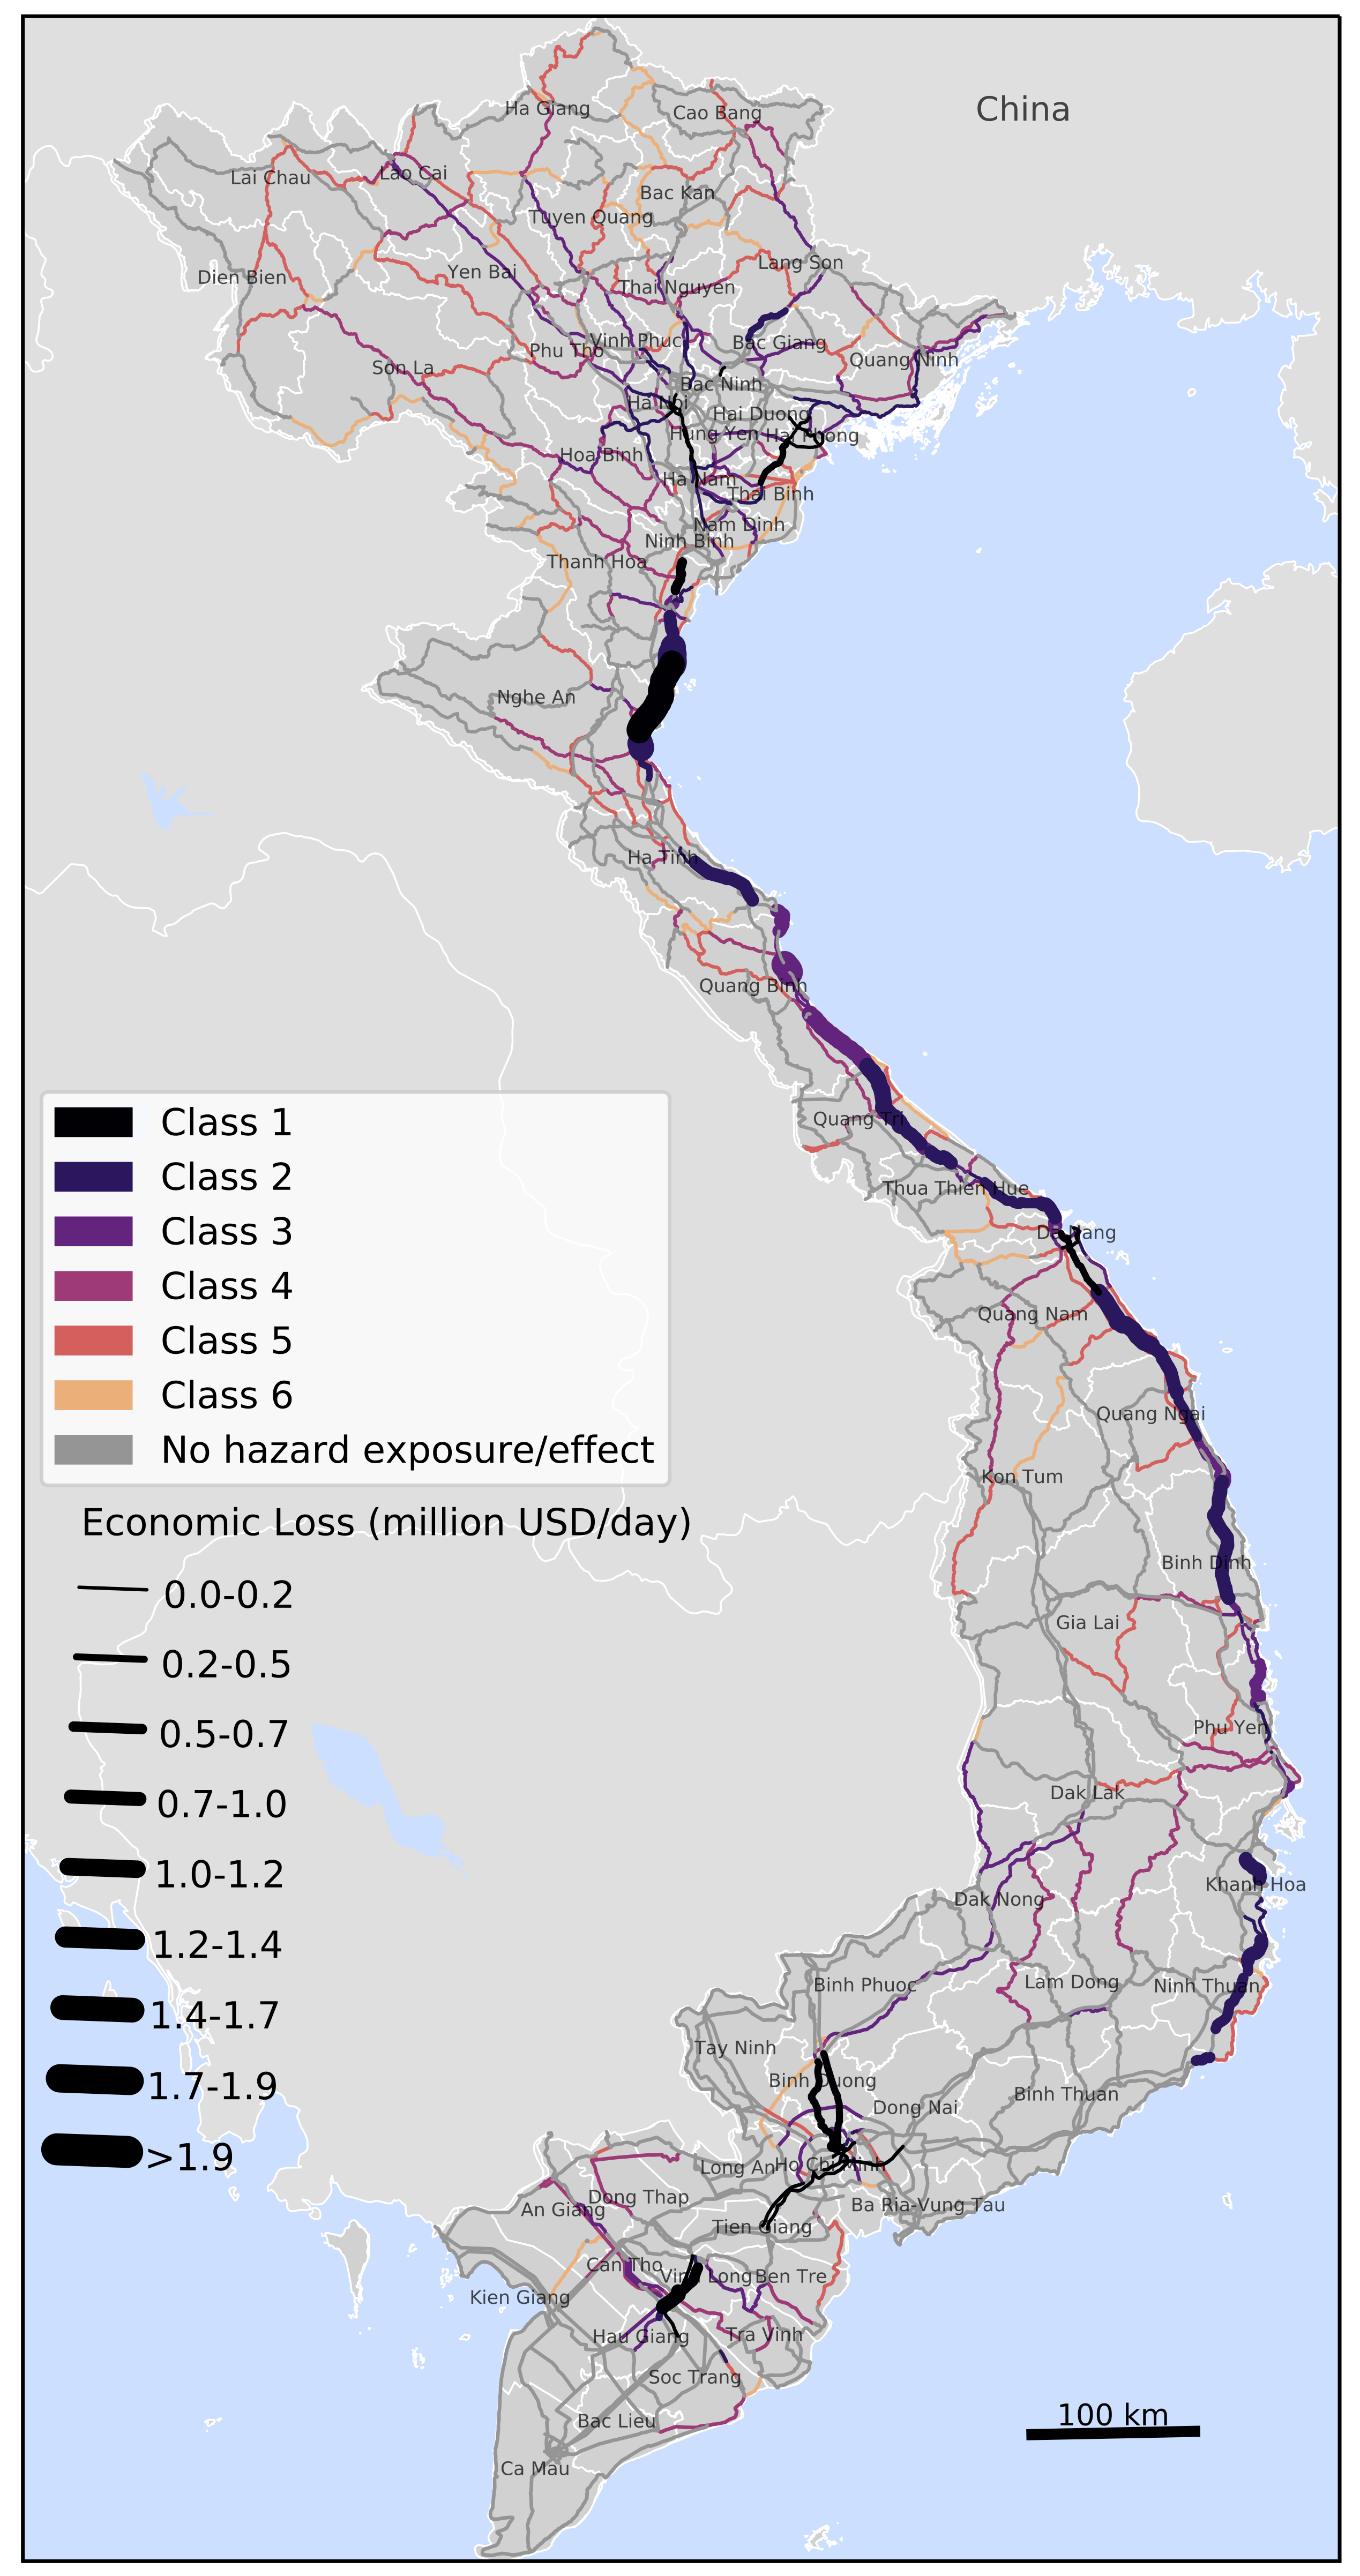 China
Ha Giang
Cao Bang
Lai Chau
Lao Cai
Bac Kan
Tuyen Quang
Lang Son
Dien Bien
Yen Bai
Thai Nguyen
Vinh Phuc
Bac Giang
Phu Tho
Quang Ninh
Son La
Bac Ninh
Ha Noi
Hai Duong
Hung Yen
Hai Phong
Hoa Binh
Ha Nam
Thai Binh
Nam Dinh
Ninh Binh
Thanh Hoa
Nghe An
Ha Tinh
Quang Binh
Quang Tri
Thua Thien Hue
Da Nang
Quang Nam
Quang Ngai
Kon Tum
Binh Dinh
Gia Lai
Phu Yen
Dak Lak
Khanh Hoa
Dak Nong
Binh Phuoc
Lam Dong
Ninh Thuan
Tay Ninh
Binh Duong
Binh Thuan
Dong Nai
Long An
Ho Chi Minh
Dong Thap
An Giang
Ba Ria-Vung Tau
Tien Giang
Can Tho
Vinh Long
Ben Tre
Kien Giang
Hau Giang
Tra Vinh
Soc Trang
Bac Lieu
Ca Mau
Class 1
Class 2
Class 3
Class 4
Class 5
Class 6
No hazard exposure/effect
Economic Loss (million USD/day)
0.0-0.2
0.2-0.5
0.5-0.7
0.7-1.0
1.0-1.2
1.2-1.4
1.4-1.7
1.7-1.9
>1.9
100 km